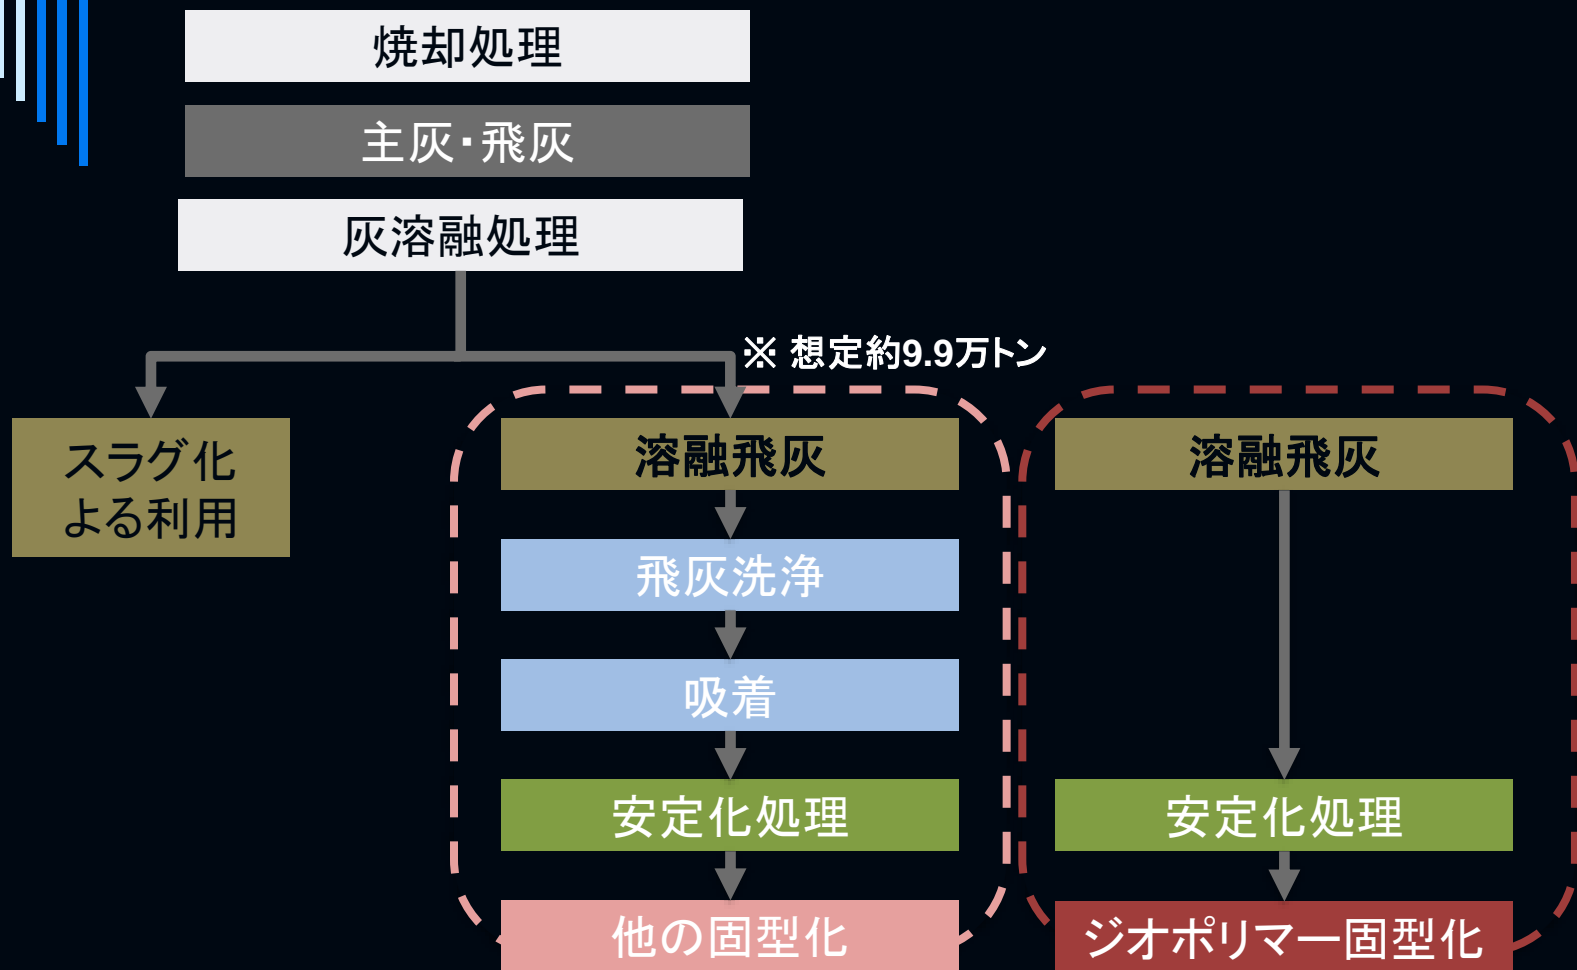 焼却処理
主灰・飛灰
灰溶融処理
※ 想定約9.9万トン
スラグ化
よる利用
溶融飛灰
飛灰洗浄
吸着
安定化処理
他の固型化
溶融飛灰
安定化処理
ジオポリマー固型化